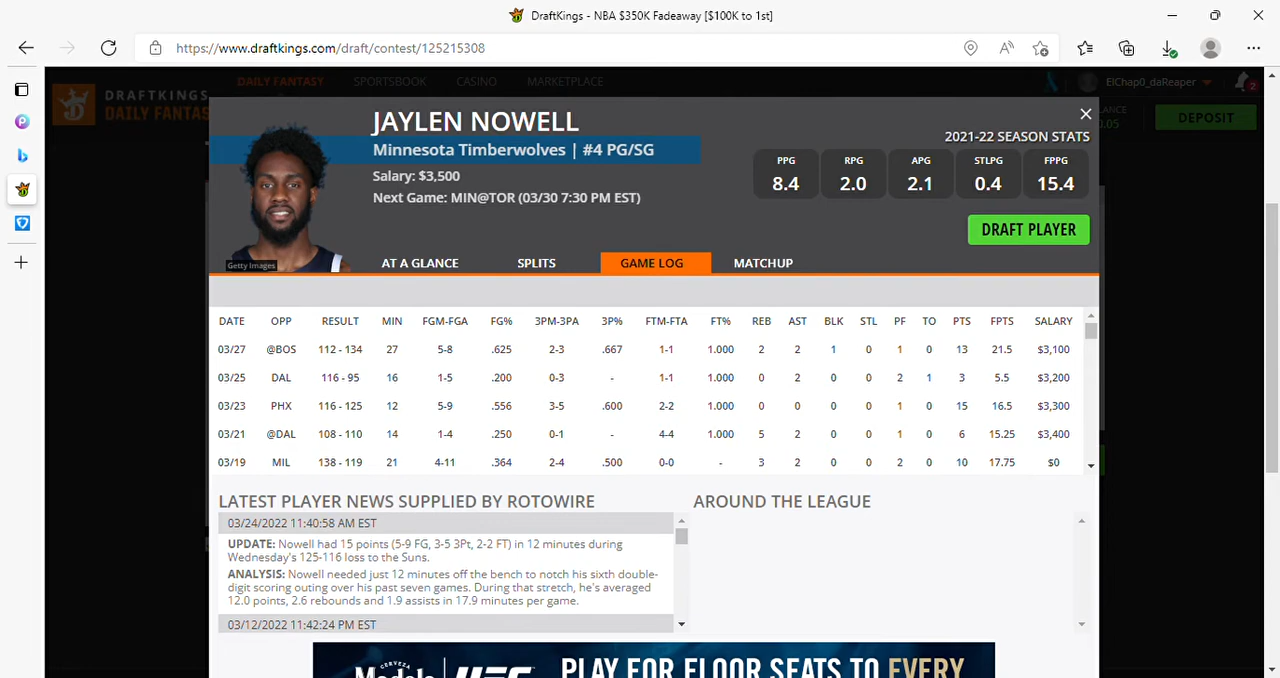 DraftKings - NBA $350K Fadeaway [$100K to 1st]
https://www.draftkings.com/draft/contest/125215308
DAILY FANTASY SPORTSBOOK CASINO MARKETPLACE
ElChap0_daReaper
2
DRAFTKINGS
DAILY FANTAS
DEPOSIT
JAYLEN NOWELL
Minnesota Timberwolves | #4 PG/SG
Salary: $3,500
Next Game: MIN@TOR (03/30 7:30 PM EST)
Getty Images
2021-22 SEASON STATS
PPG RPG APG STLPG FPPG
8.4 2.0 2.1 0.4 15.4
DRAFT PLAYER
AT A GLANCE SPLITS GAME LOG MATCHUP
DATE OPP RESULT MIN FGM-FGA FG% 3PM-3PA 3P% FTM-FTA FT% REB AST BLK STL PF TO PTS FPTS SALARY
03/27 @BOS 112 - 134 27 5-8 .625 2-3 .667 1-1 1.000 2 2 1 0 1 0 13 21.5 $3,100
03/25 DAL 116 - 95 16 1-5 .200 0-3 - 1-1 1.000 0 2 0 0 2 1 3 5.5 $3,200
03/23 PHX 116 - 125 12 5-9 .556 3-5 .600 2-2 1.000 0 0 0 0 1 0 15 16.5 $3,300
03/21 @DAL 108 - 110 14 1-4 .250 0-1 - 4-4 1.000 5 2 0 0 1 0 6 15.25 $3,400
03/19 MIL 138 - 119 21 4-11 .364 2-4 .500 0-0 - 3 2 0 0 2 0 10 17.75 $0
LATEST PLAYER NEWS SUPPLIED BY ROTOWIRE
03/24/2022 11:40:58 AM EST
UPDATE: Nowell had 15 points (5-9 FG, 3-5 3Pt, 2-2 FT) in 12 minutes during
Wednesday's 125-116 loss to the Suns.
ANALYSIS: Nowell needed just 12 minutes off the bench to notch his sixth double-
digit scoring outing over his past seven games. During that stretch, he's averaged
12.0 points, 2.6 rebounds and 1.9 assists in 17.9 minutes per game.
03/12/2022 11:42:24 PM EST
AROUND THE LEAGUE
CERVEZA
Modelo UFC PLAY FOR FLOOR SEATS TO EVERY